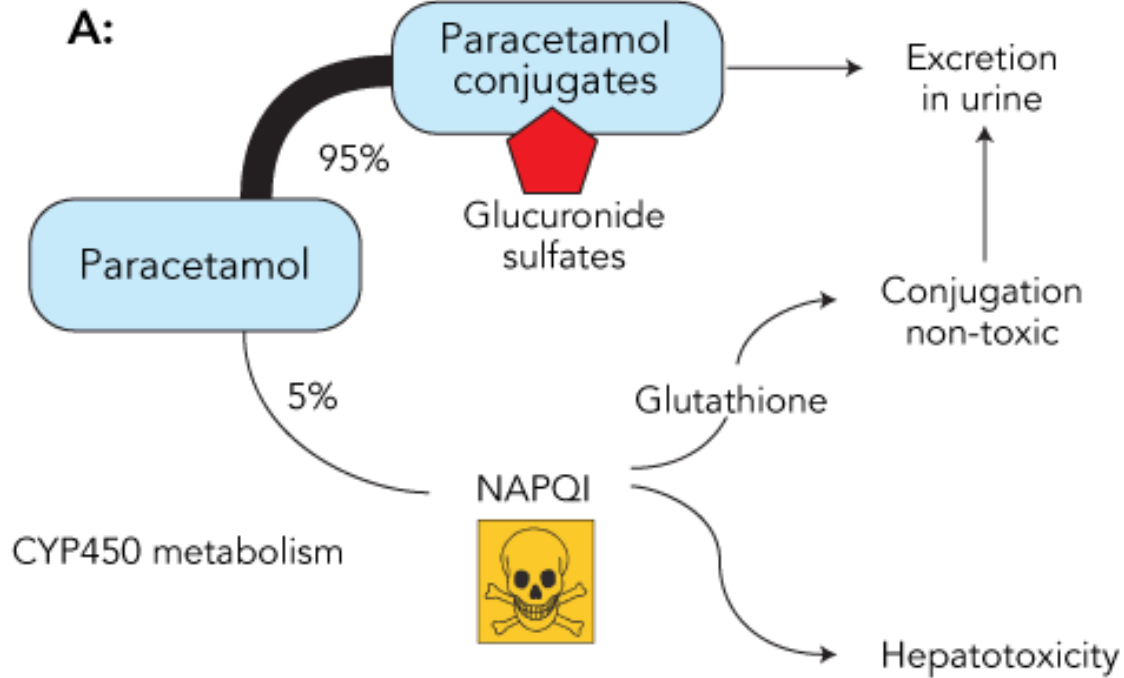 A:
Paracetamol
conjugates
Excretion
in urine
95%
Glucuronide
sulfates
Paracetamol
Conjugation
non-toxic
5%
Glutathione
NAPQI
CYP450 metabolism
Hepatotoxicity